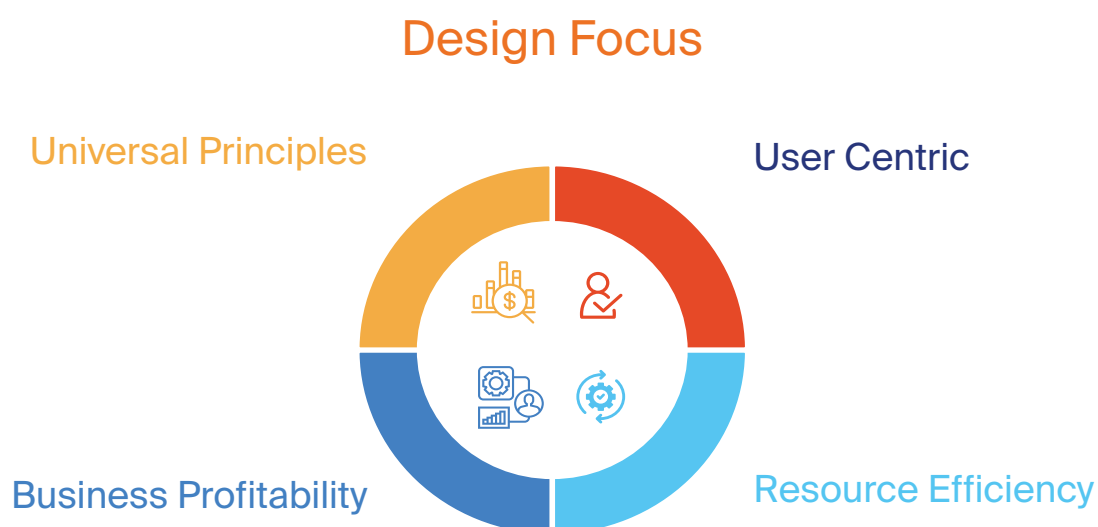 Design Focus
Universal Principles
User Centric
$
Business Profitability
Resource Efficiency